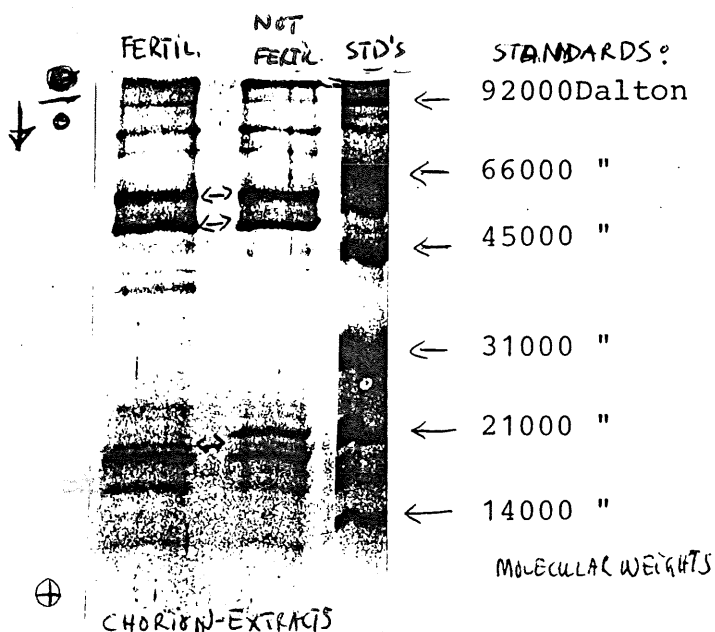 FERTIL. NOT FERTIL. STD'S
STANDARDS:
92000Dalton
66000 "
45000 "
31000 "
21000 "
14000 "
MOLECULAR WEIGHTS
CHORION-EXTRACTS